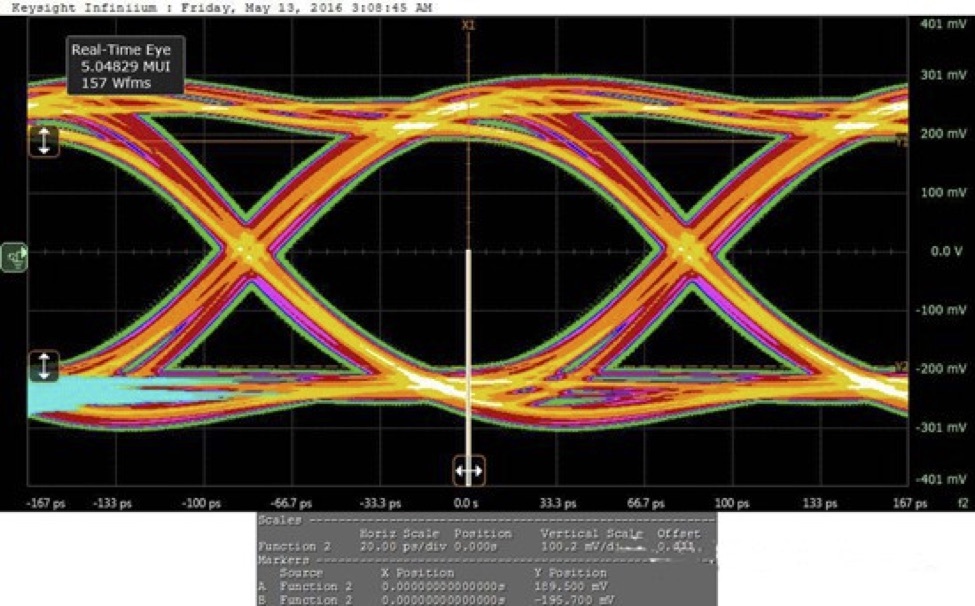 Keysight Infiniium : Friday, May 13, 2016 3:08:45 AM
X1
401 mV
Real-Time Eye
5.04829 MUI
157 Wfms
301 mV
200 mV
Y1
100 mV
0.0 V
-100 mV
-200 mV
Y2
-301 mV
-401 mV
-167 ps -133 ps -100 ps -66.7 ps -33.3 ps 0.0 s 33.3 ps 66.7 ps 100 ps 133 ps 167 ps f2
Scales
Horiz Scale Position Vertical Scale Offset
Function 2 20.00 ps/div 0.000s 100.2 mV/di
Markers
Source X Position Y Position
A Function 2 0.00000000000000s 189.500 mV
B Function 2 0.00000000000000s -195.700 mV